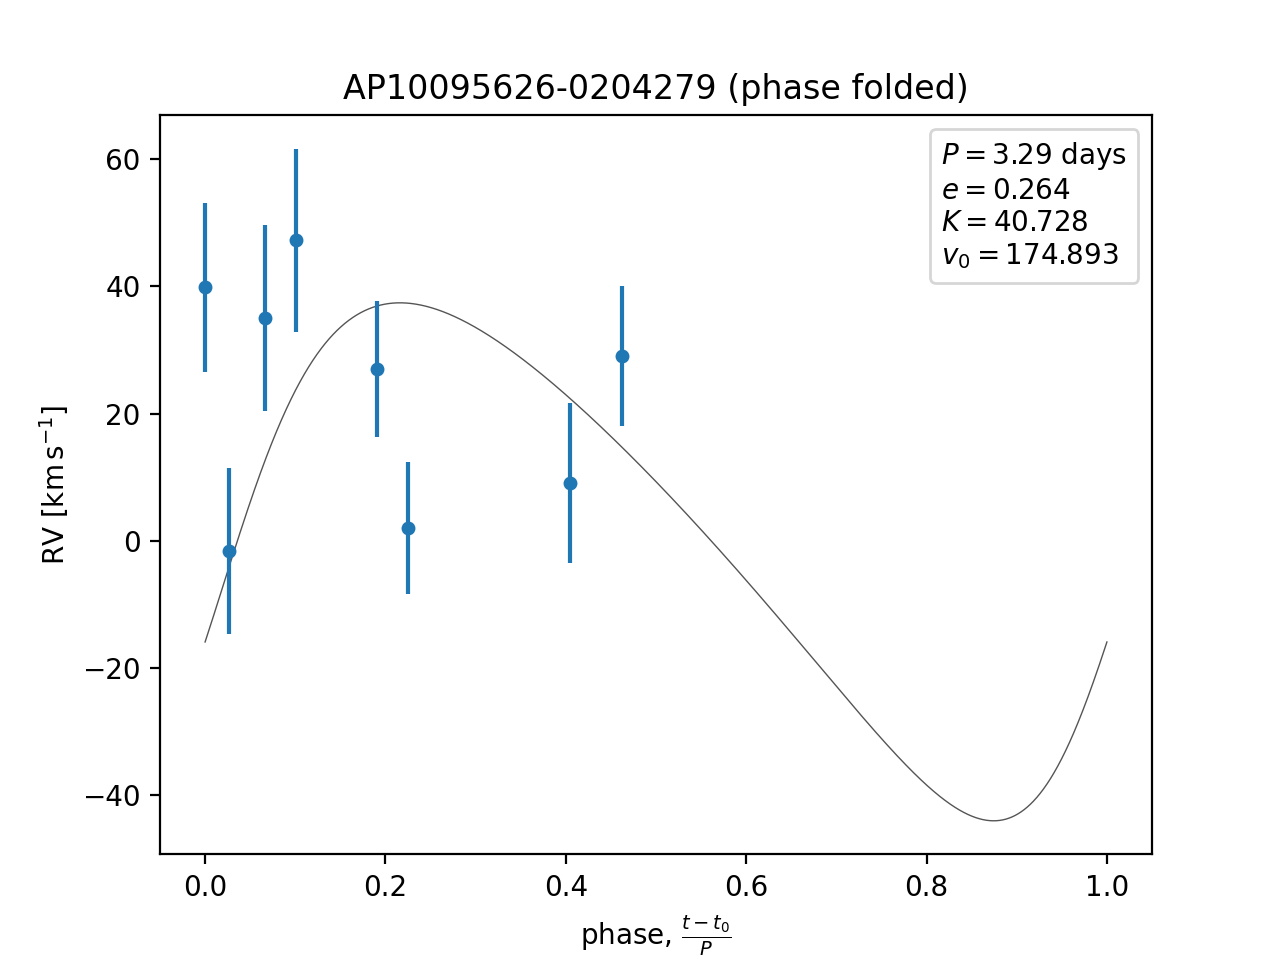 AP10095626-0204279 (phase folded)
P = 3.29 days
e = 0.264
K = 40.728
v₀ = 174.893
RV [km s⁻¹]
60
40
20
0
−20
−40
0.0 0.2 0.4 0.6 0.8 1.0
phase, (t − t₀)/P